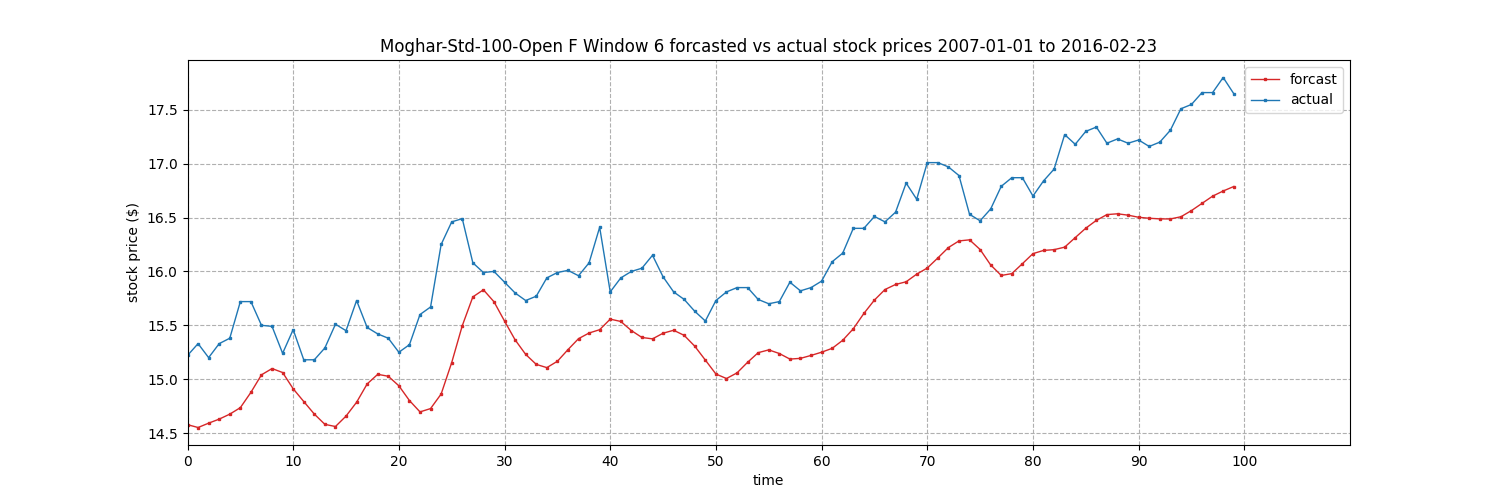 Moghar-Std-100-Open F Window 6 forcasted vs actual stock prices 2007-01-01 to 2016-02-23
forcast
actual
stock price ($)
17.5
17.0
16.5
16.0
15.5
15.0
14.5
0 10 20 30 40 50 60 70 80 90 100
time